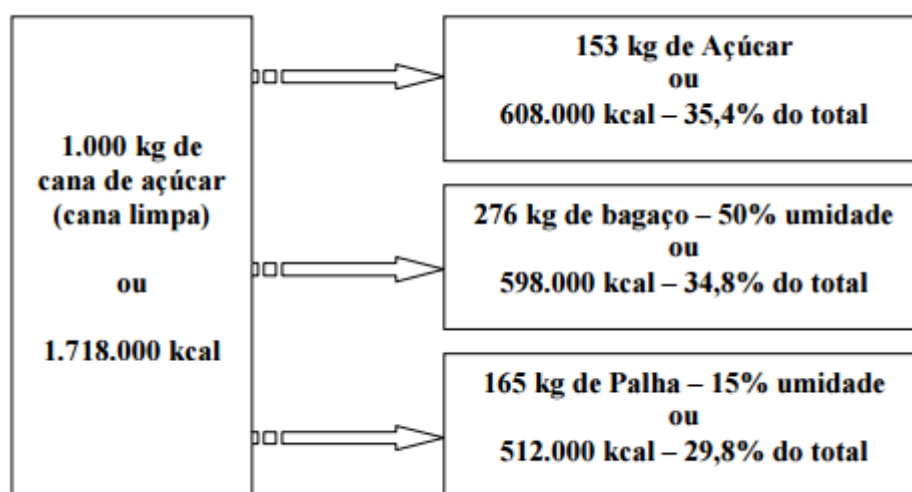 1.000 kg de
cana de açúcar
(cana limpa)
ou
1.718.000 kcal
153 kg de Açúcar
ou
608.000 kcal – 35,4% do total
276 kg de bagaço – 50% umidade
ou
598.000 kcal – 34,8% do total
165 kg de Palha – 15% umidade
ou
512.000 kcal – 29,8% do total